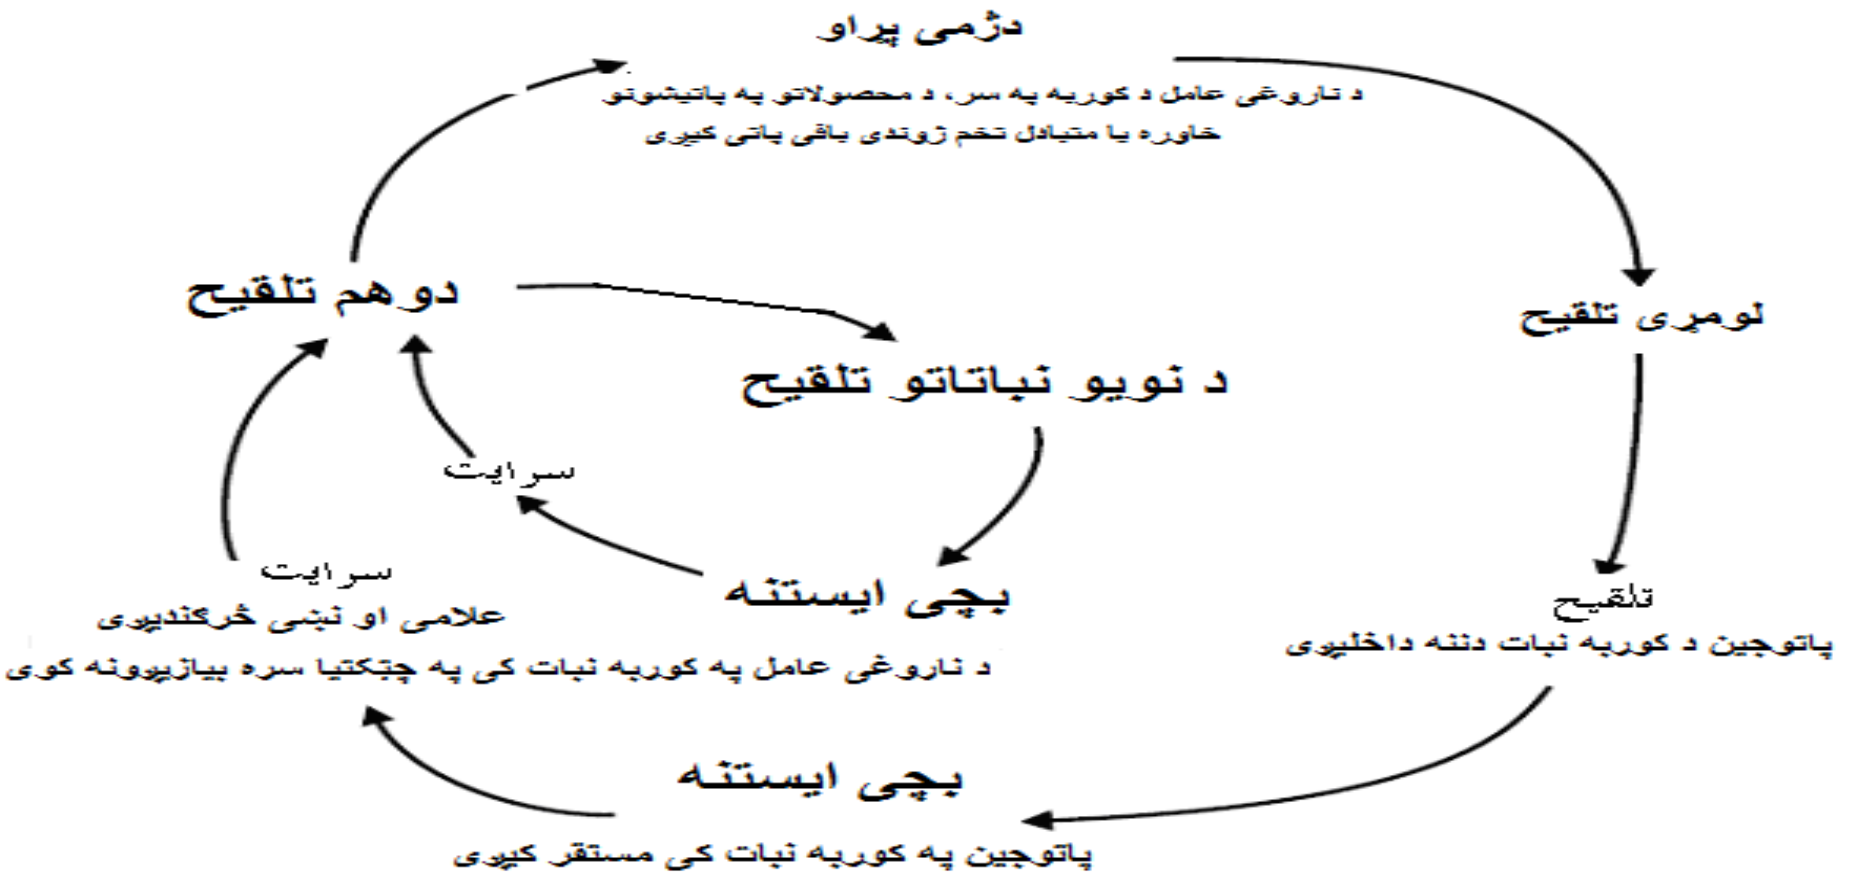 دژمی پړاو
د ناروغی عامل د کوربه په سر، د محصولاتو په پاتیشونو
خاوره یا متبادل تخم ژوندی باقی پاتی کیږی
دوهم تلقیح
لومړی تلقیح
د نویو نباتاتو تلقیح
سرایت
بچی ایستنه
سرایت
علامی او نښی څرګندیږی
د ناروغی عامل په کوربه نبات کی په چټکتیا سره بیازیږونه کوی
تلقیح
پاتوجین د کوربه نبات دننه داخلیږی
بچی ایستنه
پاتوجین په کوربه نبات کی مستقر کیږی